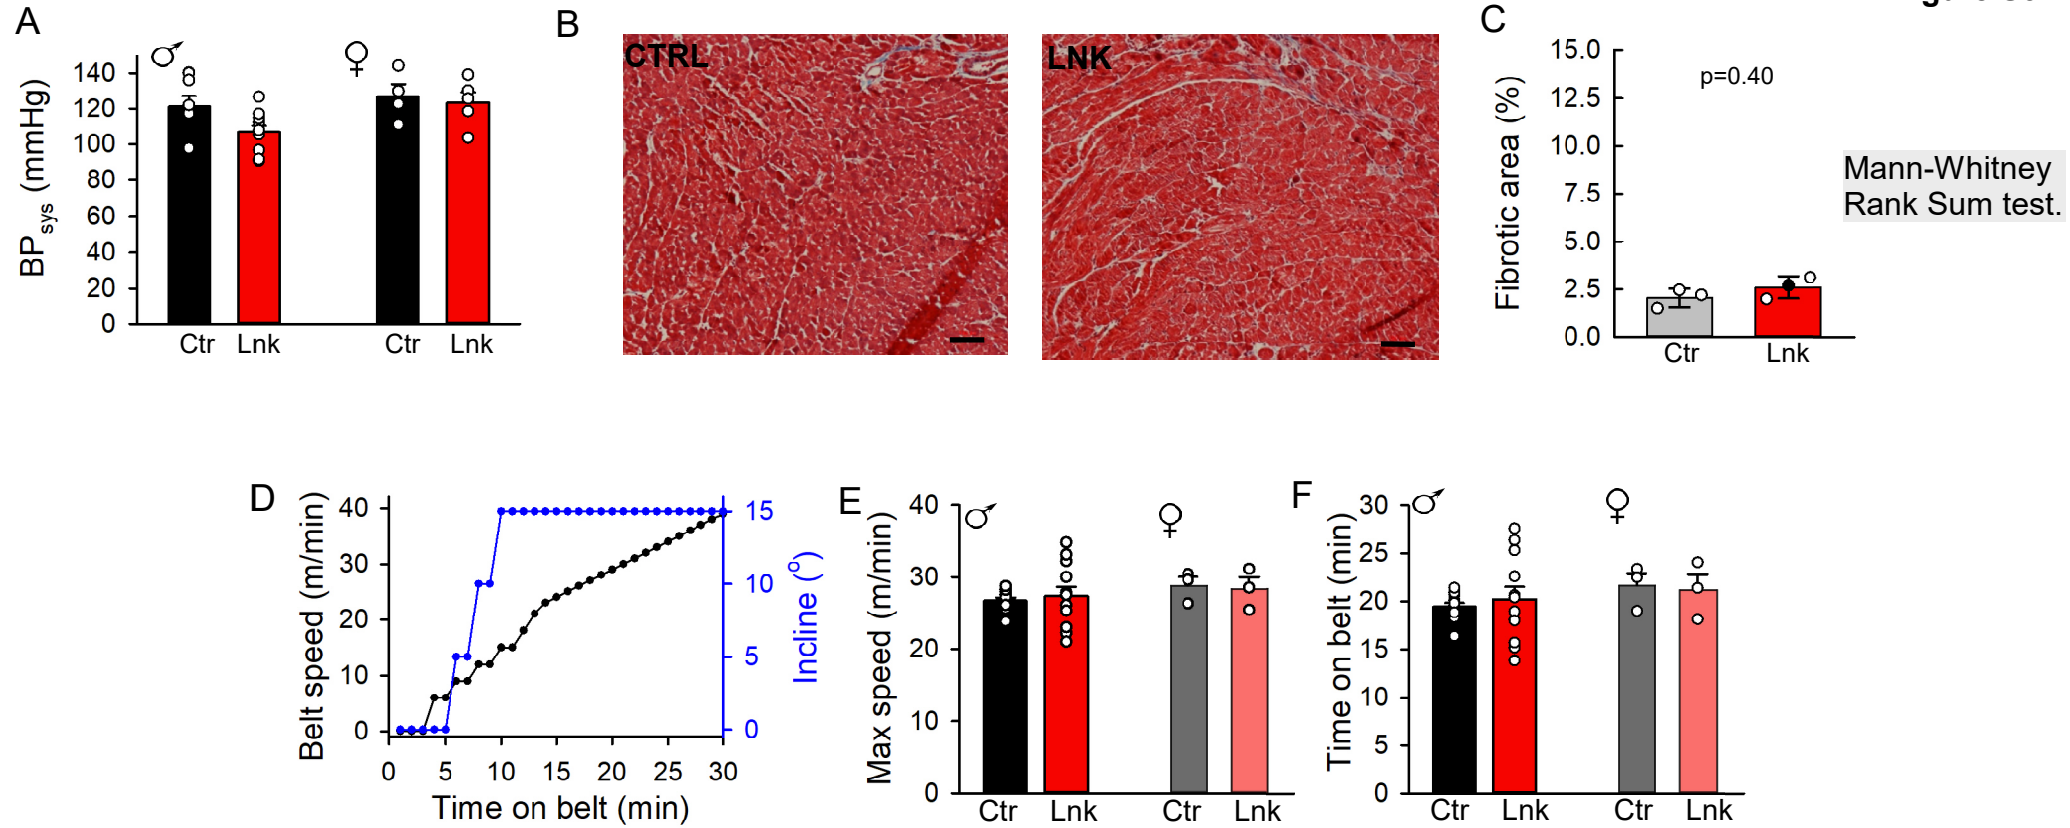 A
♂
♀
BPsys (mmHg)
140
120
100
80
60
40
20
0
Ctr
Lnk
Ctr
Lnk
B
CTRL
LNK
C
Fibrotic area (%)
15.0
12.5
10.0
7.5
5.0
2.5
0.0
p=0.40
Ctr
Lnk
Mann-Whitney
Rank Sum test.
D
Belt speed (m/min)
40
30
20
10
0
15
10
5
0
Incline (o)
0
5
10
15
20
25
30
Time on belt (min)
E
♂
♀
Max speed (m/min)
40
30
20
10
0
Ctr
Lnk
Ctr
Lnk
F
♂
♀
Time on belt (min)
30
25
20
15
10
5
0
Ctr
Lnk
Ctr
Lnk